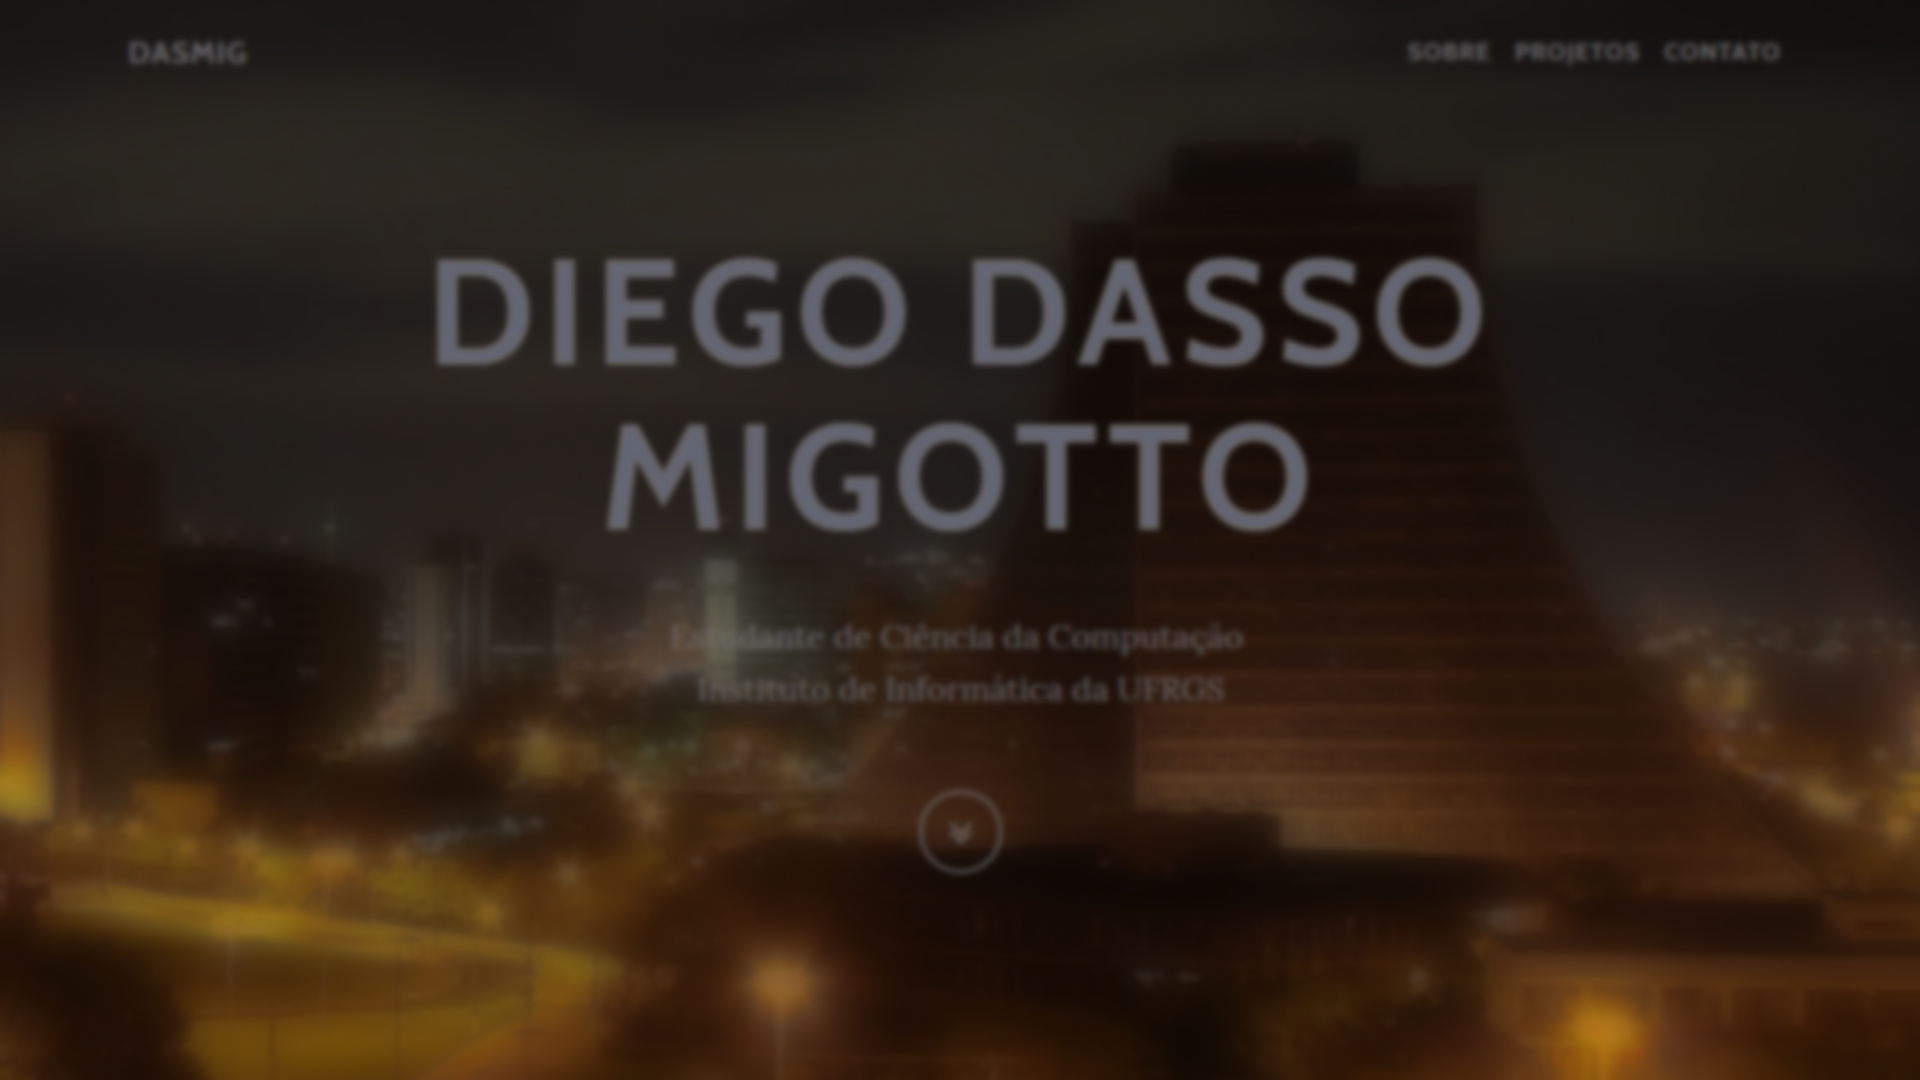 DASMIG
SOBRE PROJETOS CONTATO
DIEGO DASSO
MIGOTTO
Estudante de Ciência da Computação
Instituto de Informática da UFRGS